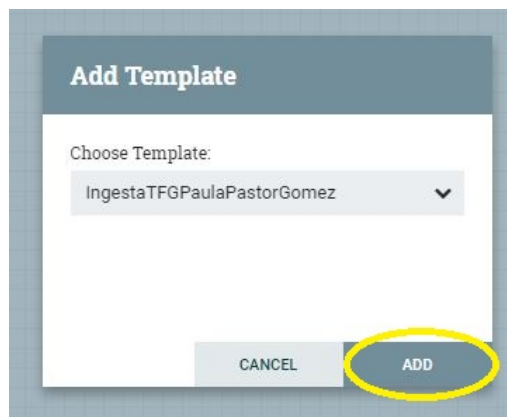 Add Template
Choose Template:
IngestaTFGPaulaPastorGomez
CANCEL ADD